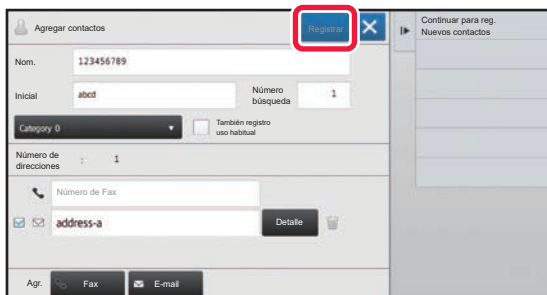 Agregar contactos
Registrar
Continuar para reg.
Nuevos contactos
Nom.
123456789
Inicial
abcd
Número
búsqueda
1
Category 0
También registro
uso habitual
Número de
direcciones
:
1
Número de Fax
address-a
Detalle
Agr.
Fax
E-mail